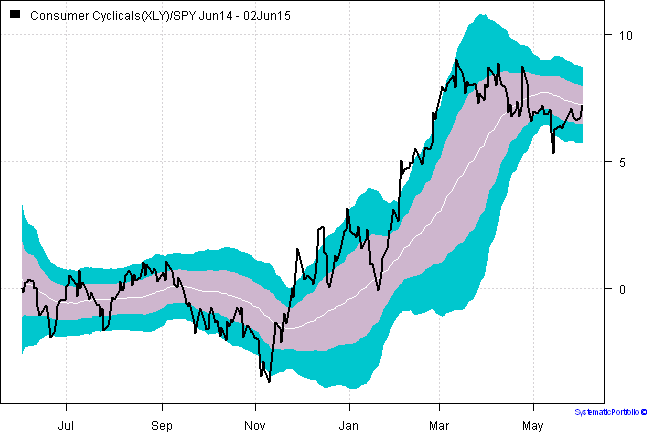 Consumer Cyclicals(XLY)/SPY Jun14 - 02Jun15
10
5
0
Jul Sep Nov Jan Mar May
SystematicPortfolio ©